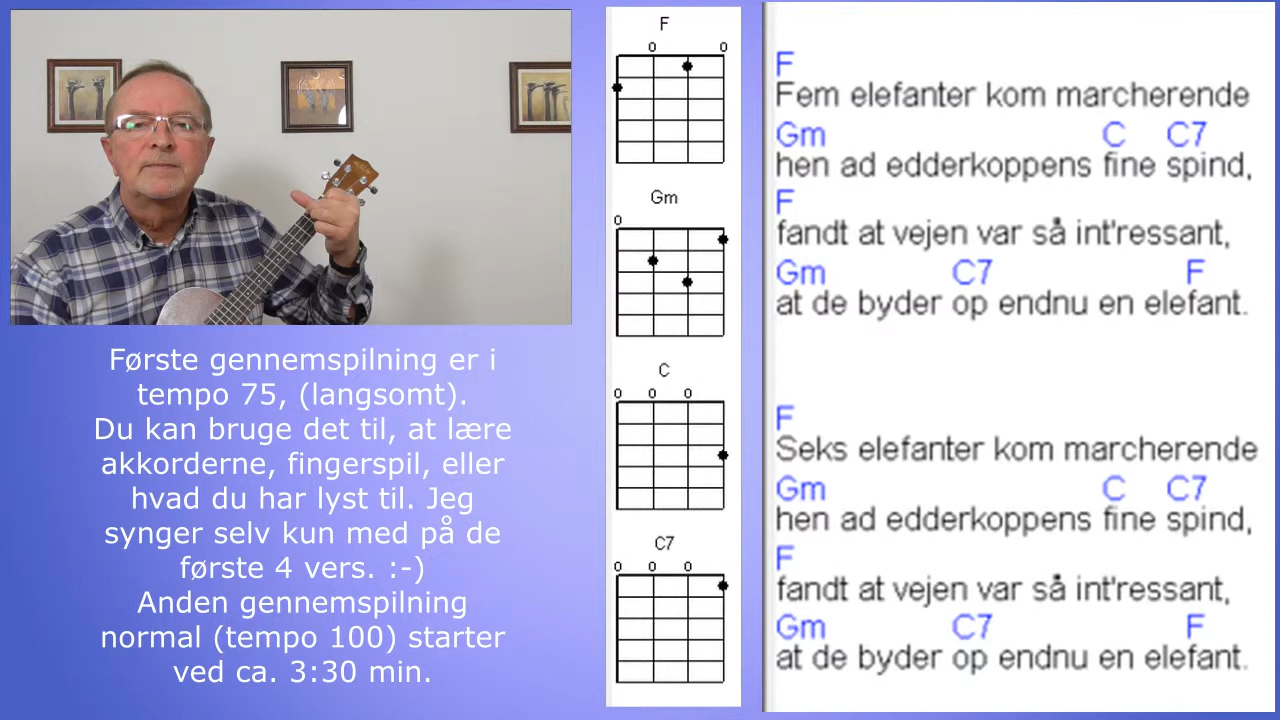 Første gennemspilning er i
tempo 75, (langsomt).
Du kan bruge det til, at lære
akkorderne, fingerspil, eller
hvad du har lyst til. Jeg
synger selv kun med på de
første 4 vers. :-)
Anden gennemspilning
normal (tempo 100) starter
ved ca. 3:30 min.
F
0 0
Gm
0
C
0 0 0
C7
0 0 0
F
Fem elefanter kom marcherende
Gm C C7
hen ad edderkoppens fine spind,
F
fandt at vejen var så int'ressant,
Gm C7 F
at de byder op endnu en elefant.
F
Seks elefanter kom marcherende
Gm C C7
hen ad edderkoppens fine spind,
F
fandt at vejen var så int'ressant,
Gm C7 F
at de byder op endnu en elefant.